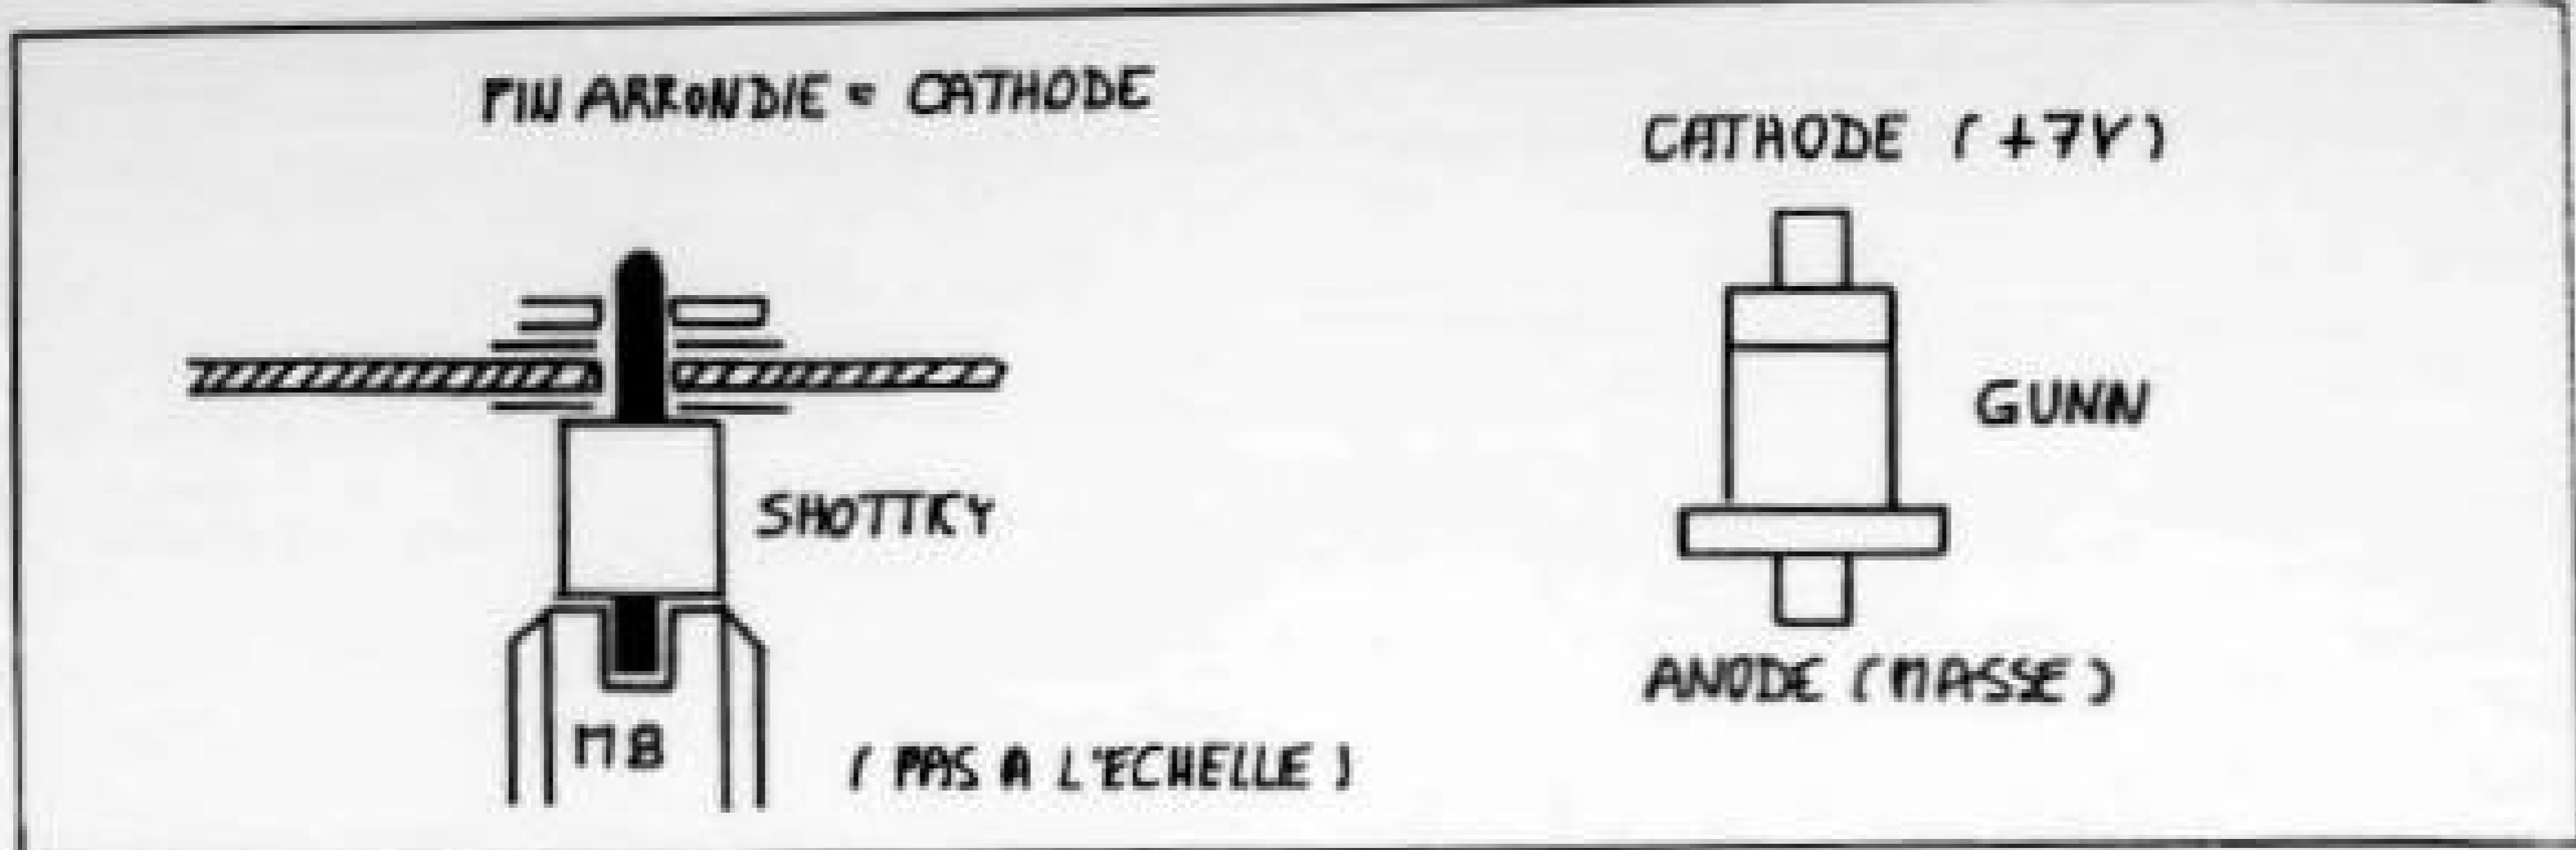 PIN ARRONDIE = CATHODE
CATHODE (+7V)
GUNN
SHOTTKY
ANODE (MASSE)
MB
(PAS A L'ECHELLE)